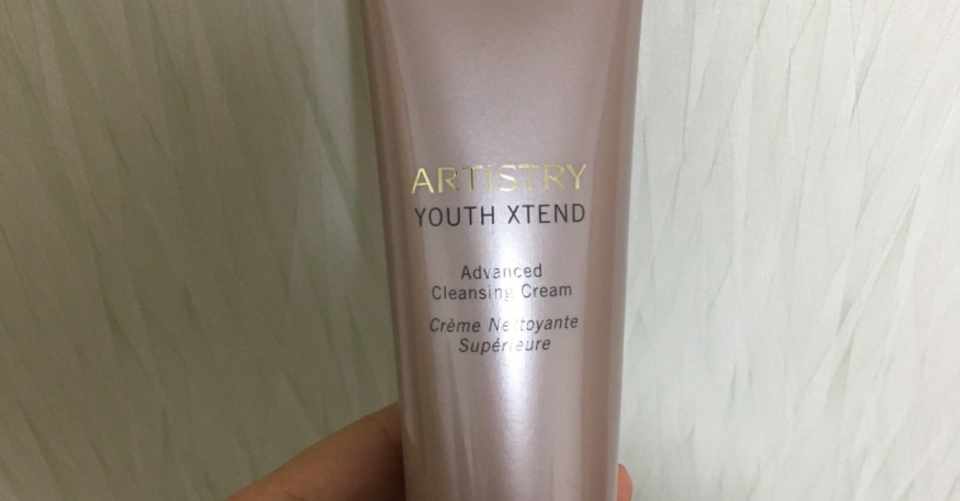 ARTISTRY
YOUTH XTEND
Advanced
Cleansing Cream
Crème Nettoyante
Supérieure